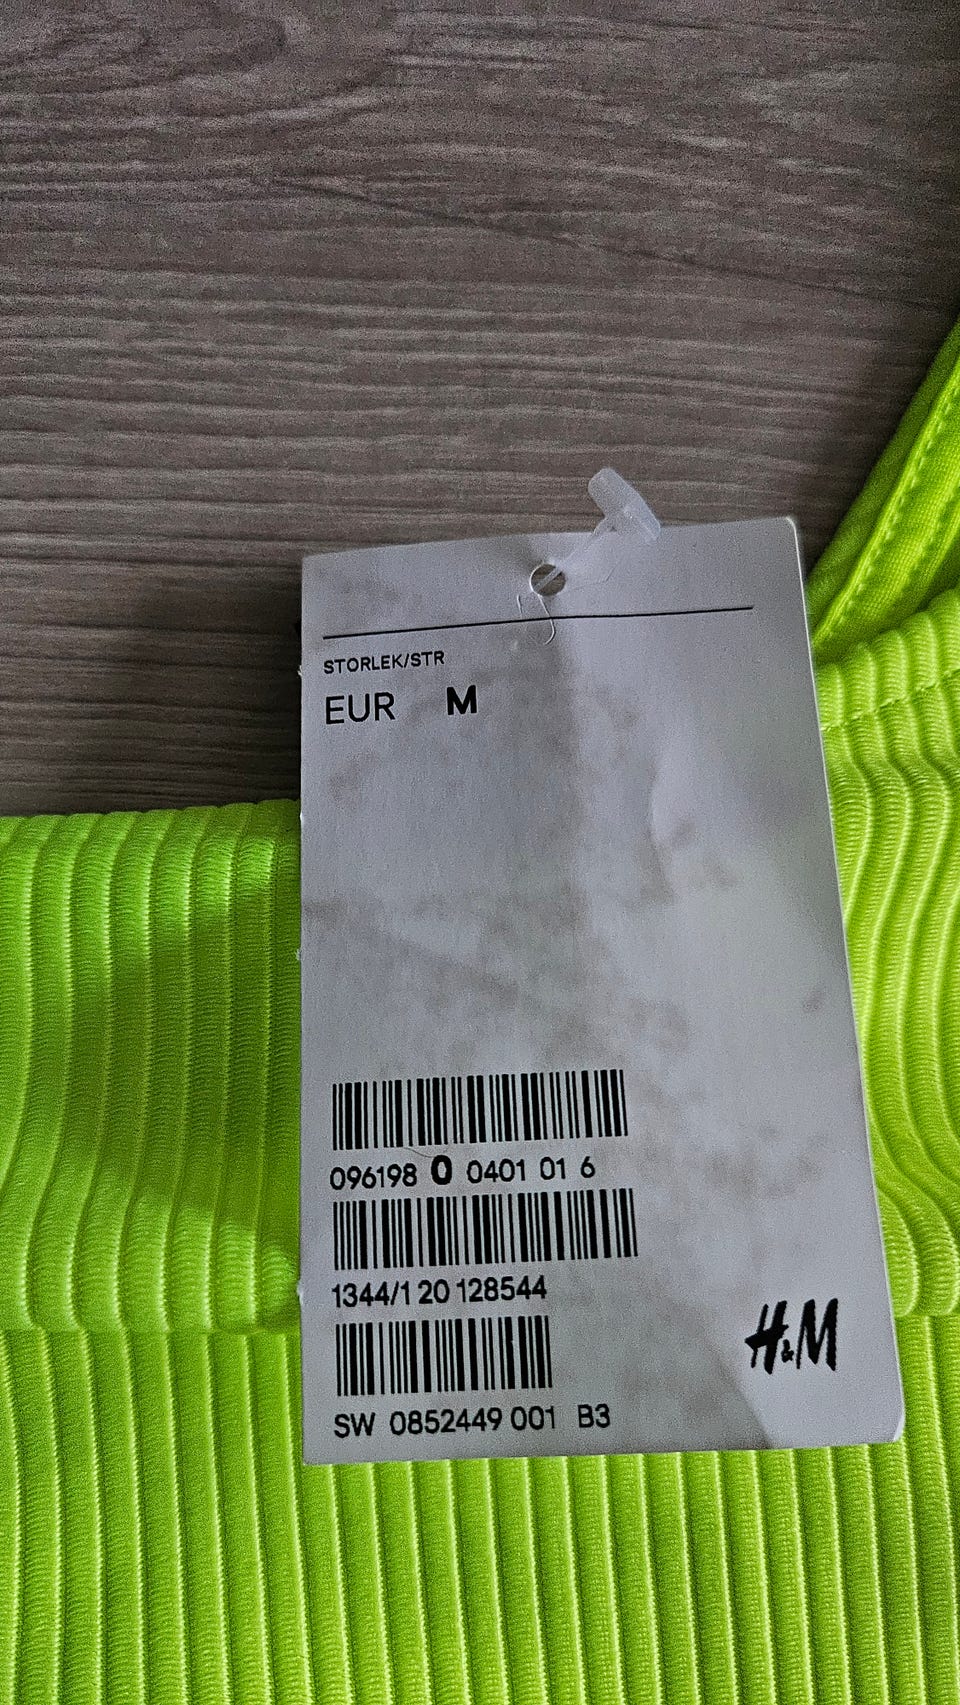 STORLEK/STR
EUR M
096198 0 0401 01 6
1344/1 20 128544
SW 0852449 001 B3
H&M